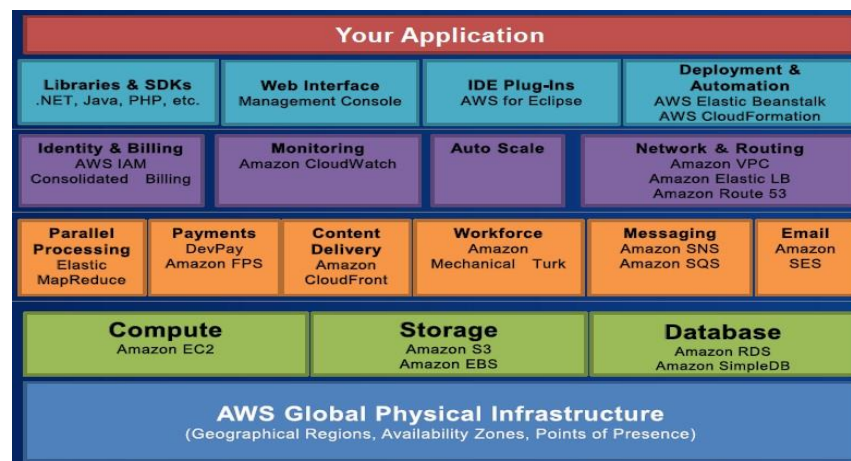 Your Application
Libraries & SDKs
.NET, Java, PHP, etc.
Web Interface
Management Console
IDE Plug-Ins
AWS for Eclipse
Deployment &
Automation
AWS Elastic Beanstalk
AWS CloudFormation
Identity & Billing
AWS IAM
Consolidated Billing
Monitoring
Amazon CloudWatch
Auto Scale
Network & Routing
Amazon VPC
Amazon Elastic LB
Amazon Route 53
Parallel
Processing
Elastic
MapReduce
Payments
DevPay
Amazon FPS
Content
Delivery
Amazon
CloudFront
Workforce
Amazon
Mechanical Turk
Messaging
Amazon SNS
Amazon SQS
Email
Amazon
SES
Compute
Amazon EC2
Storage
Amazon S3
Amazon EBS
Database
Amazon RDS
Amazon SimpleDB
AWS Global Physical Infrastructure
(Geographical Regions, Availability Zones, Points of Presence)